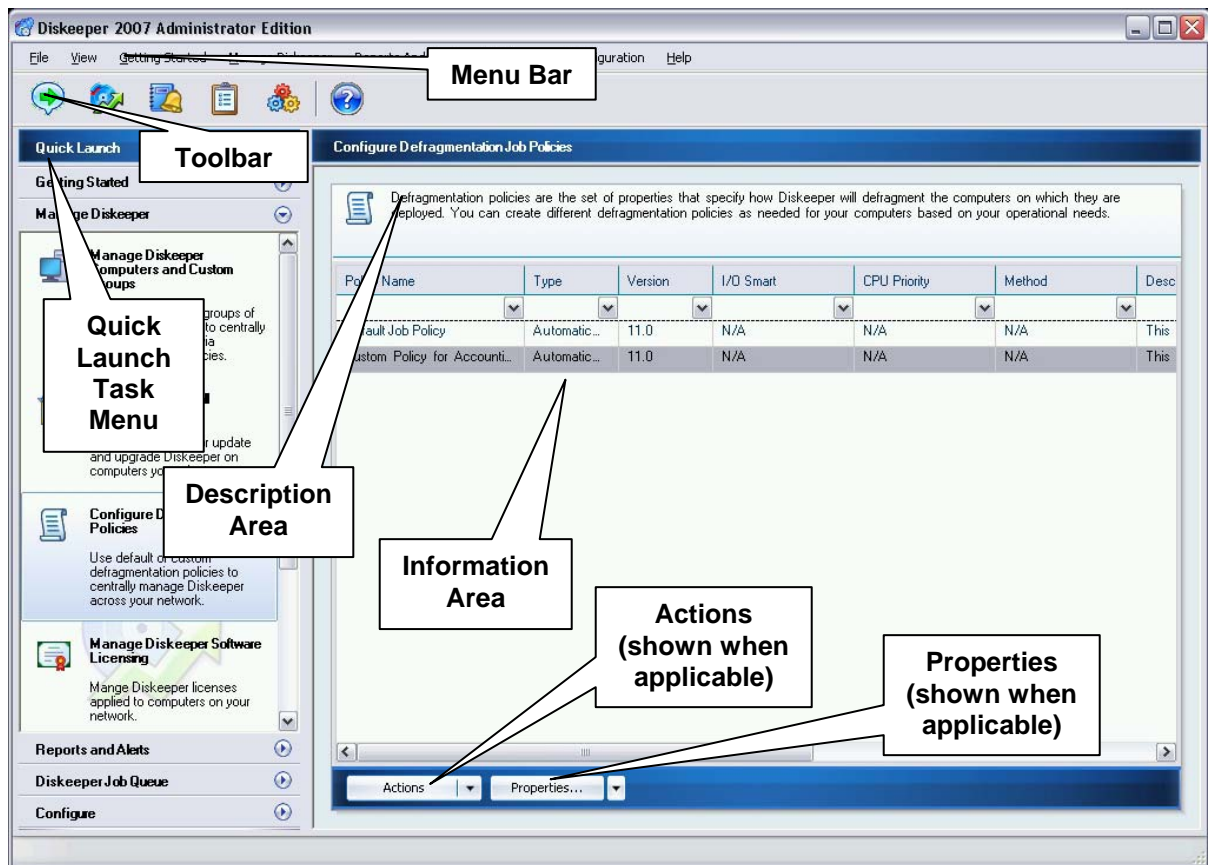 Diskeeper 2007 Administrator Edition
File View Getting Started Help
Menu Bar
Quick Launch
Toolbar
Configure Defragmentation Job Policies
Getting Started
Manage Diskeeper
Defragmentation policies are the set of properties that specify how Diskeeper will defragment the computers on which they are
deployed. You can create different defragmentation policies as needed for your computers based on your operational needs.
Manage Diskeeper
Computers and Custom
Groups
groups of
to centrally
Name Type Version I/O Smart CPU Priority Method Desc
Job Policy Automatic... 11.0 N/A N/A N/A This
Custom Policy for Accounti... Automatic... 11.0 N/A N/A N/A This
Quick
Launch
Task
Menu
update
and upgrade Diskeeper on
computers
Description
Area
Configure
Policies
Use default or custom
defragmentation policies to
centrally manage Diskeeper
across your network.
Information
Area
Actions
(shown when
applicable)
Properties
(shown when
applicable)
Manage Diskeeper Software
Licensing
Mange Diskeeper licenses
applied to computers on your
network.
Reports and Alerts
Diskeeper Job Queue
Configure
Actions Properties...